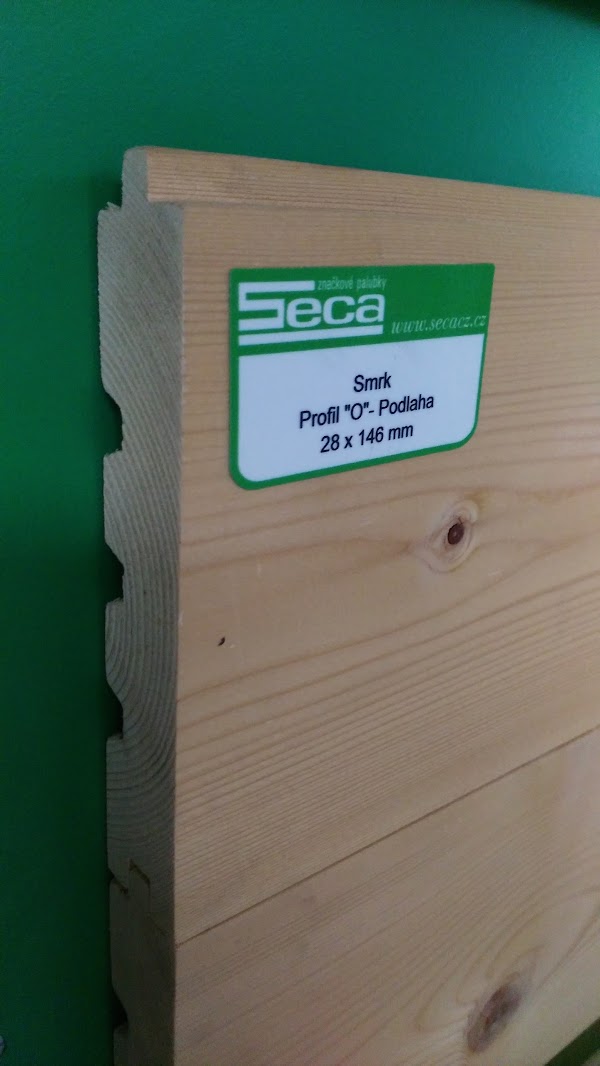 značkové palubky
Seca
www.secacz.cz
Smrk
Profil "O"- Podlaha
28 x 146 mm